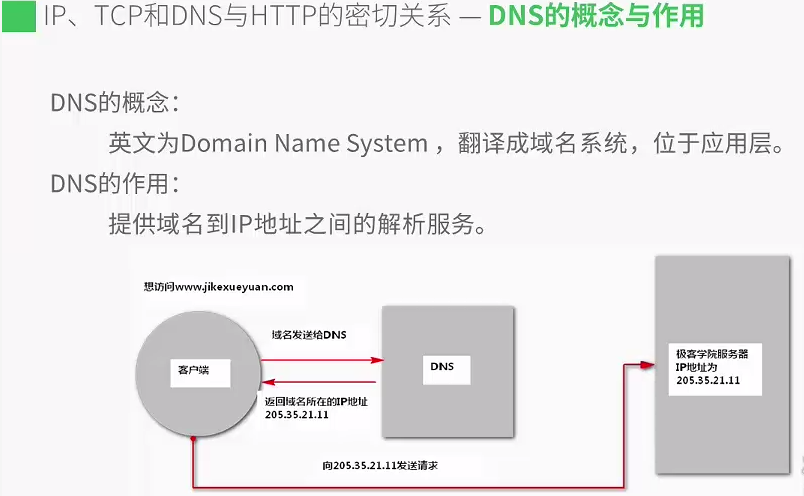 IP、TCP和DNS与HTTP的密切关系 — DNS的概念与作用
DNS的概念：
英文为Domain Name System ，翻译成域名系统，位于应用层。
DNS的作用：
提供域名到IP地址之间的解析服务。
想访问www.jikexueyuan.com
域名发送给DNS
客户端
DNS
返回域名所在的IP地址
205.35.21.11
极客学院服务器
IP地址为
205.35.21.11
向205.35.21.11发送请求